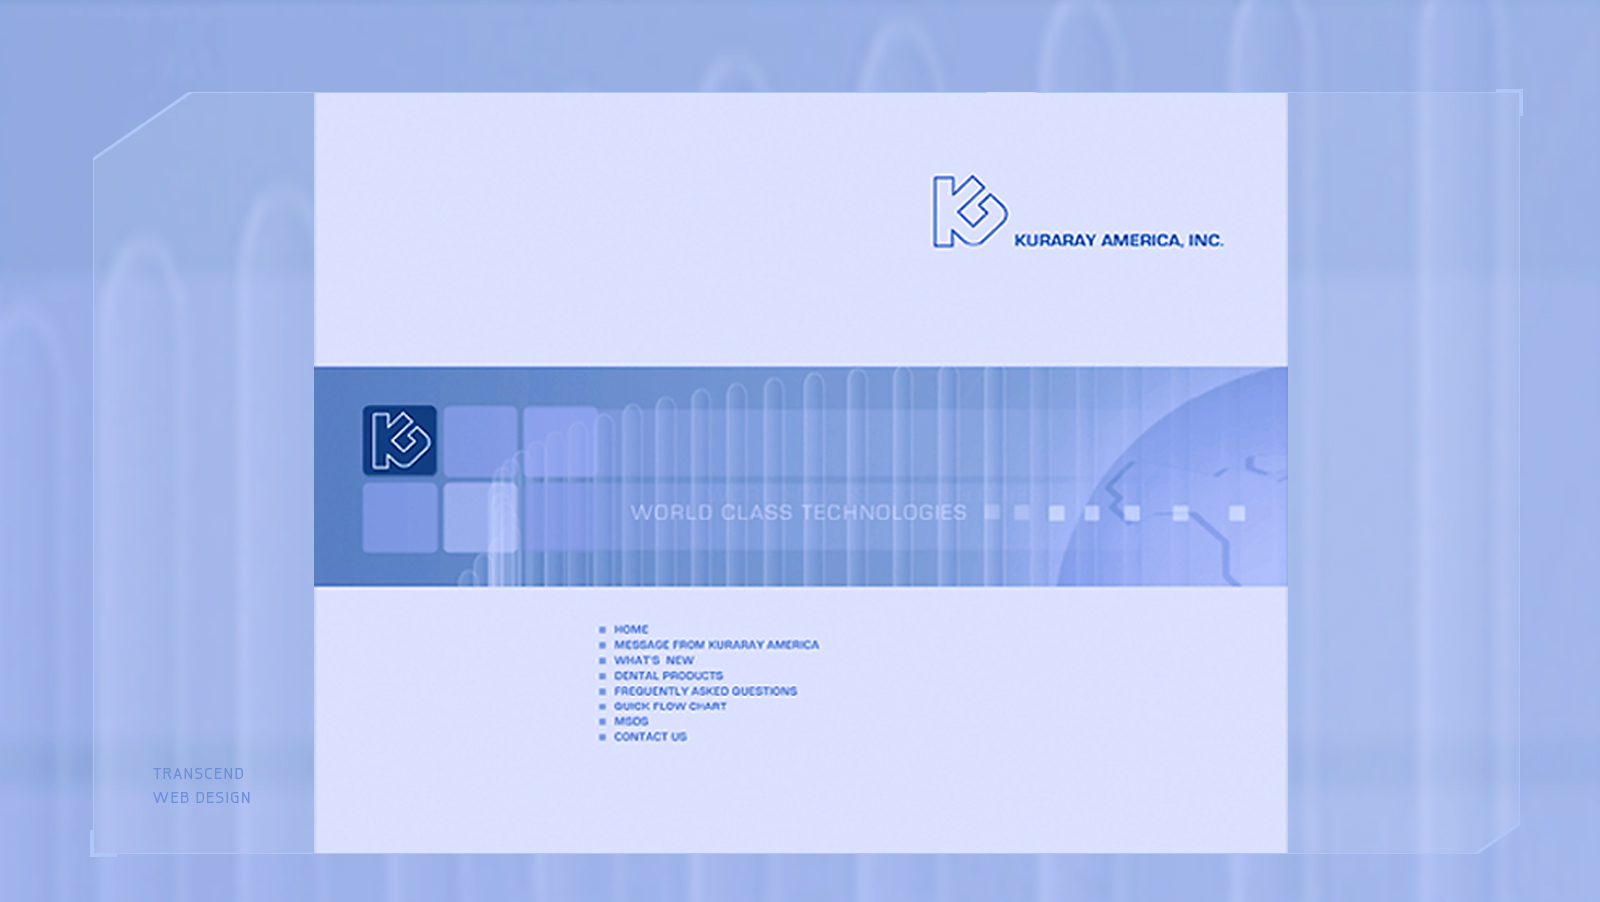 KURARAY AMERICA, INC.
WORLD CLASS TECHNOLOGIES
HOME
MESSAGE FROM KURARAY AMERICA
WHAT'S NEW
DENTAL PRODUCTS
FREQUENTLY ASKED QUESTIONS
QUICK FLOW CHART
MSDS
CONTACT US
TRANSCEND
WEB DESIGN